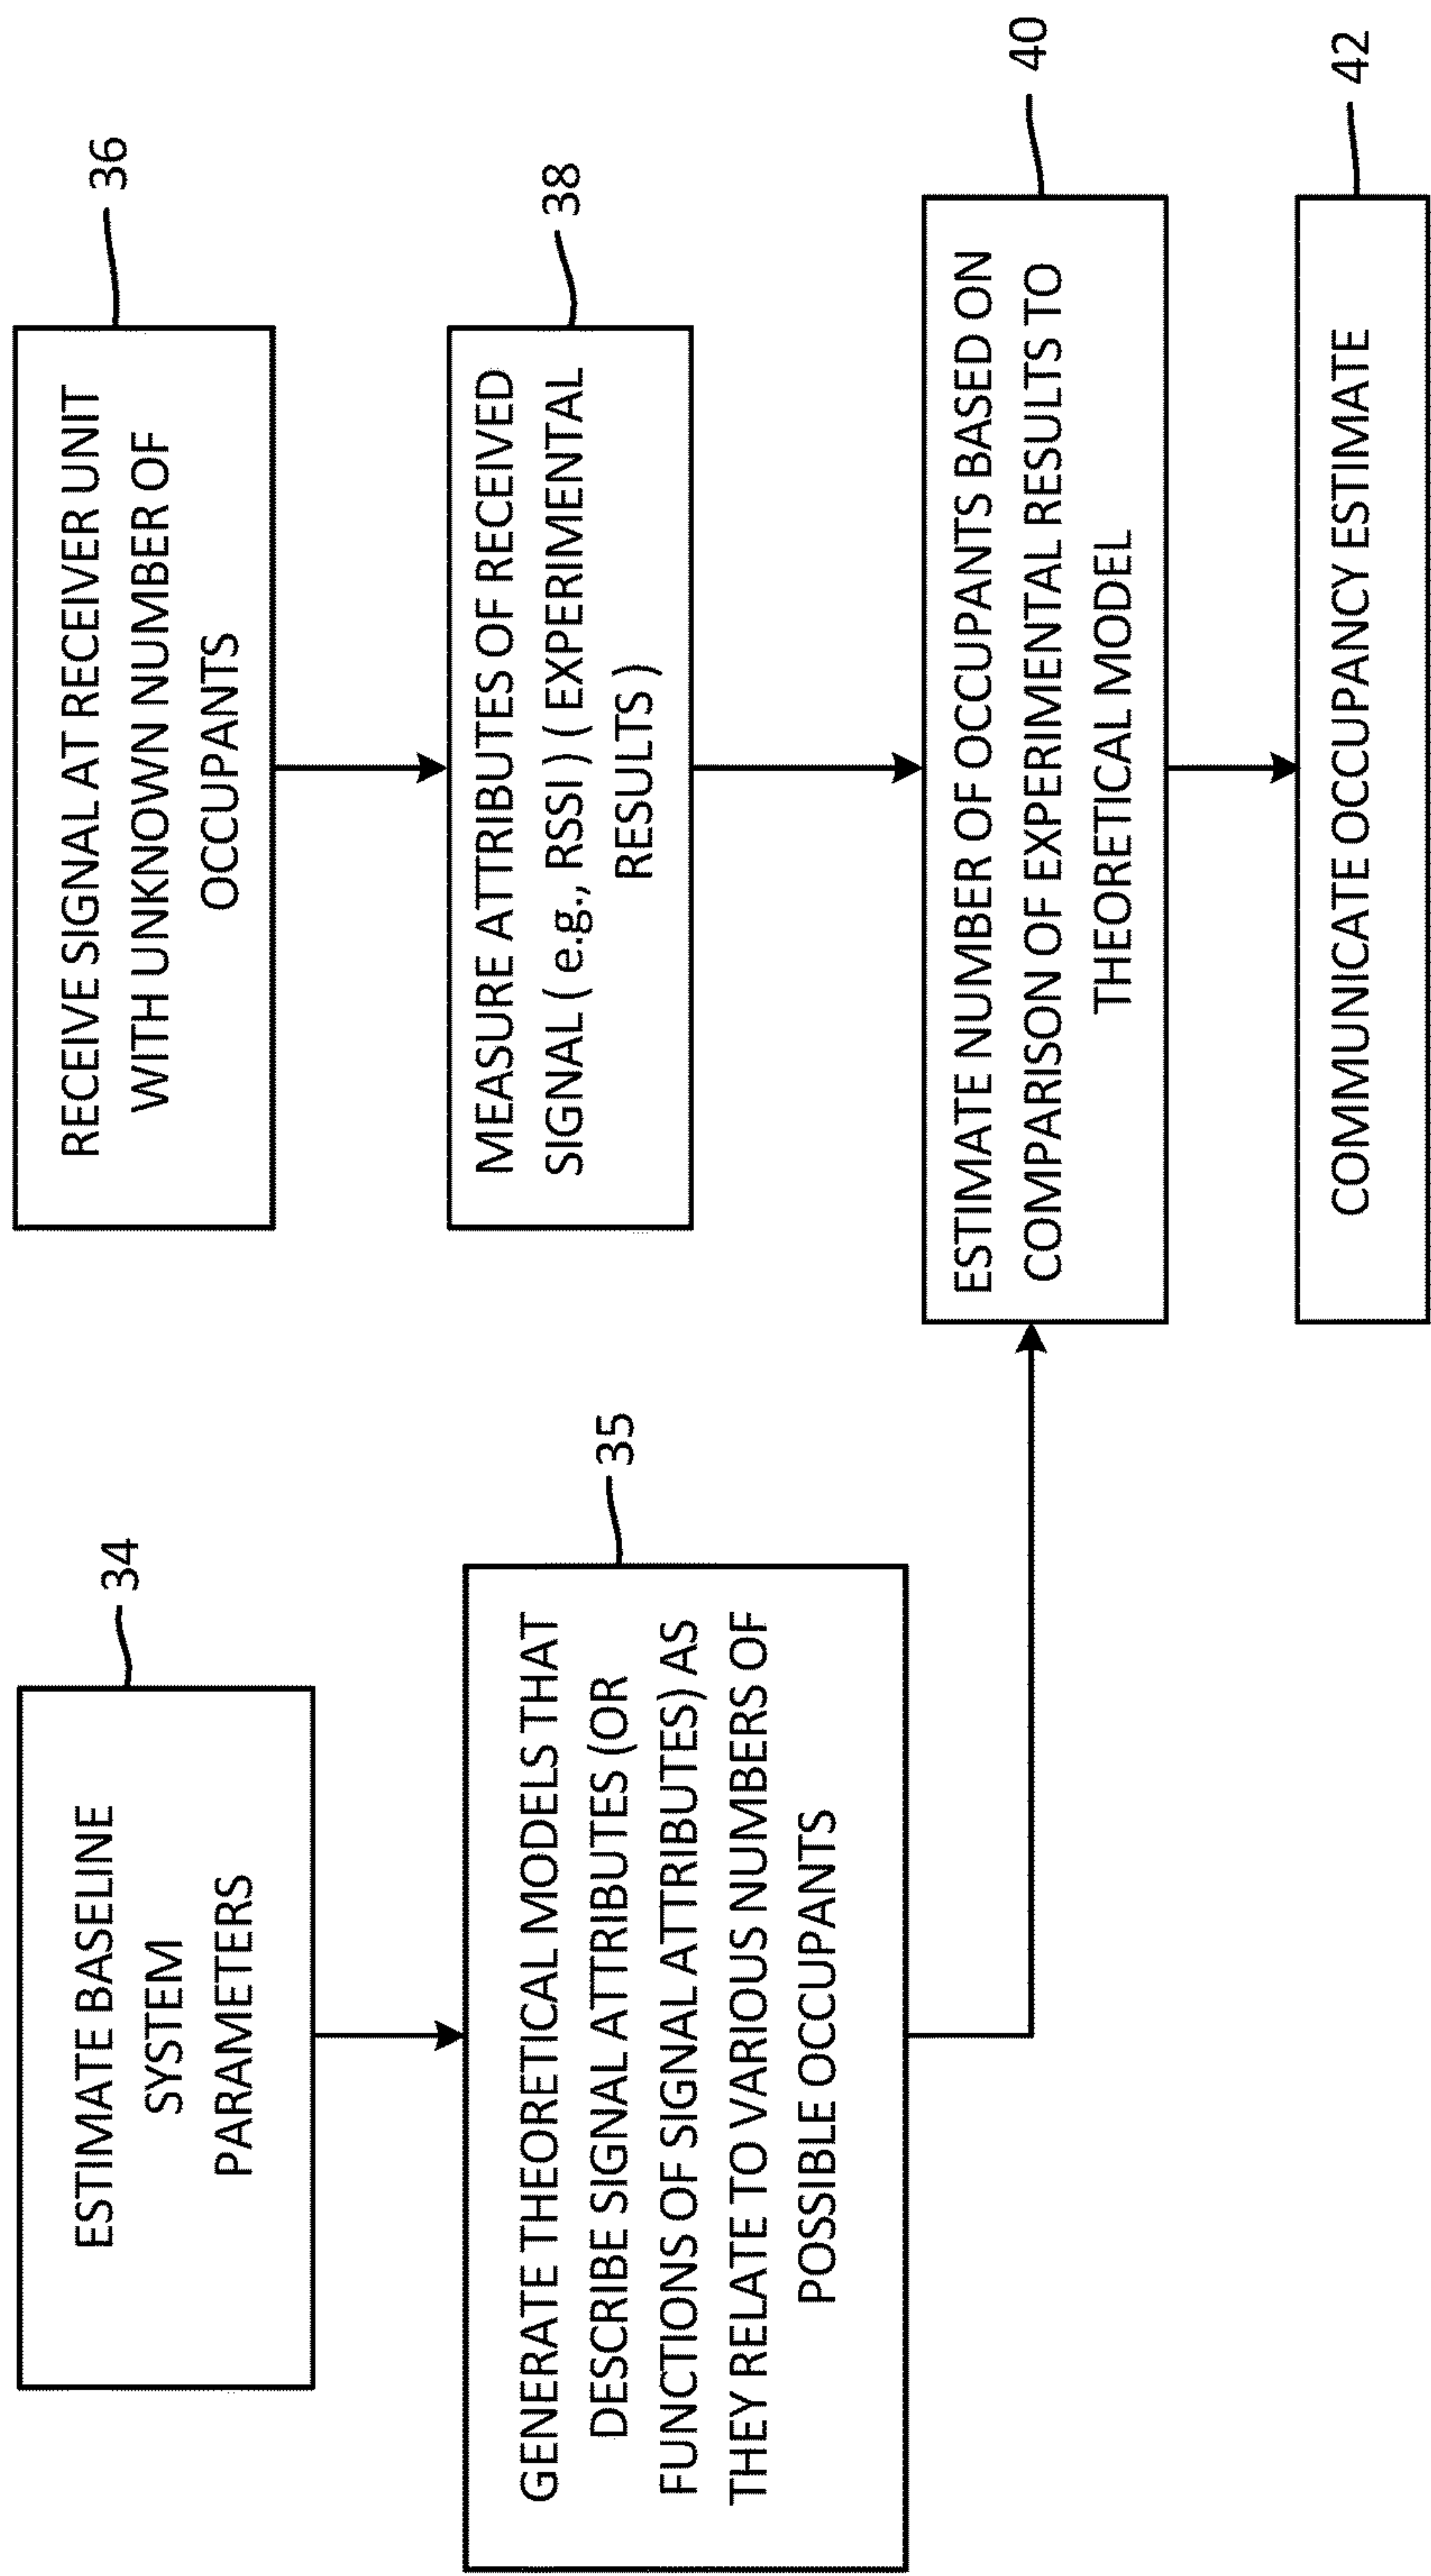 34
ESTIMATE BASELINE
SYSTEM
PARAMETERS
35
GENERATE THEORETICAL MODELS THAT
DESCRIBE SIGNAL ATTRIBUTES (OR
FUNCTIONS OF SIGNAL ATTRIBUTES) AS
THEY RELATE TO VARIOUS NUMBERS OF
POSSIBLE OCCUPANTS
36
RECEIVE SIGNAL AT RECEIVER UNIT
WITH UNKNOWN NUMBER OF
OCCUPANTS
38
MEASURE ATTRIBUTES OF RECEIVED
SIGNAL ( e.g., RSSI) ( EXPERIMENTAL
RESULTS )
40
ESTIMATE NUMBER OF OCCUPANTS BASED ON
COMPARISON OF EXPERIMENTAL RESULTS TO
THEORETICAL MODEL
42
COMMUNICATE OCCUPANCY ESTIMATE